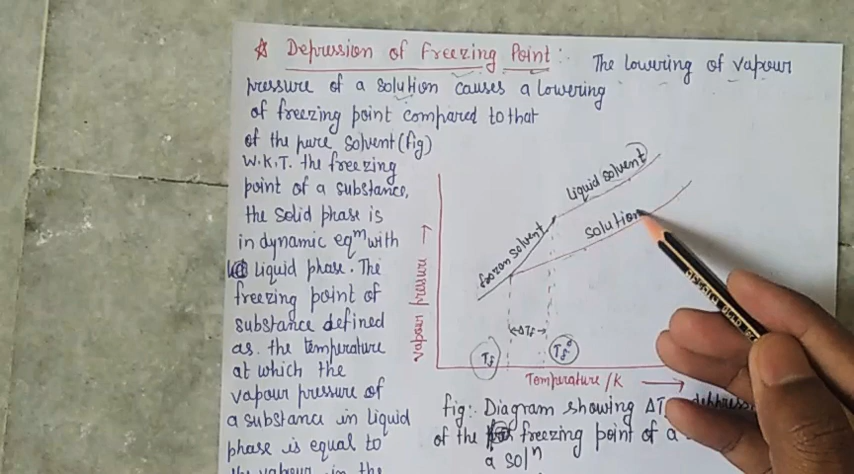 ☆ Depression of Freezing Point :- The lowering of vapour
pressure of a solution causes a lowering
of freezing point compared to that
of the pure solvent (fig)
W.K.T. the freezing
point of a substance,
the solid phase is
in dynamic eqᵐ with
liquid phase. The
freezing point of
substance defined
as. the temperature
at which the
vapour pressure of
a substance in liquid
phase is equal to
the vapour in the
vapour pressure →
frozen solvent
liquid solvent
solution
←ΔTf→
Tf
Tf°
Temperature /K →
fig:- Diagram showing ΔT
of the freezing point of a
a solⁿ